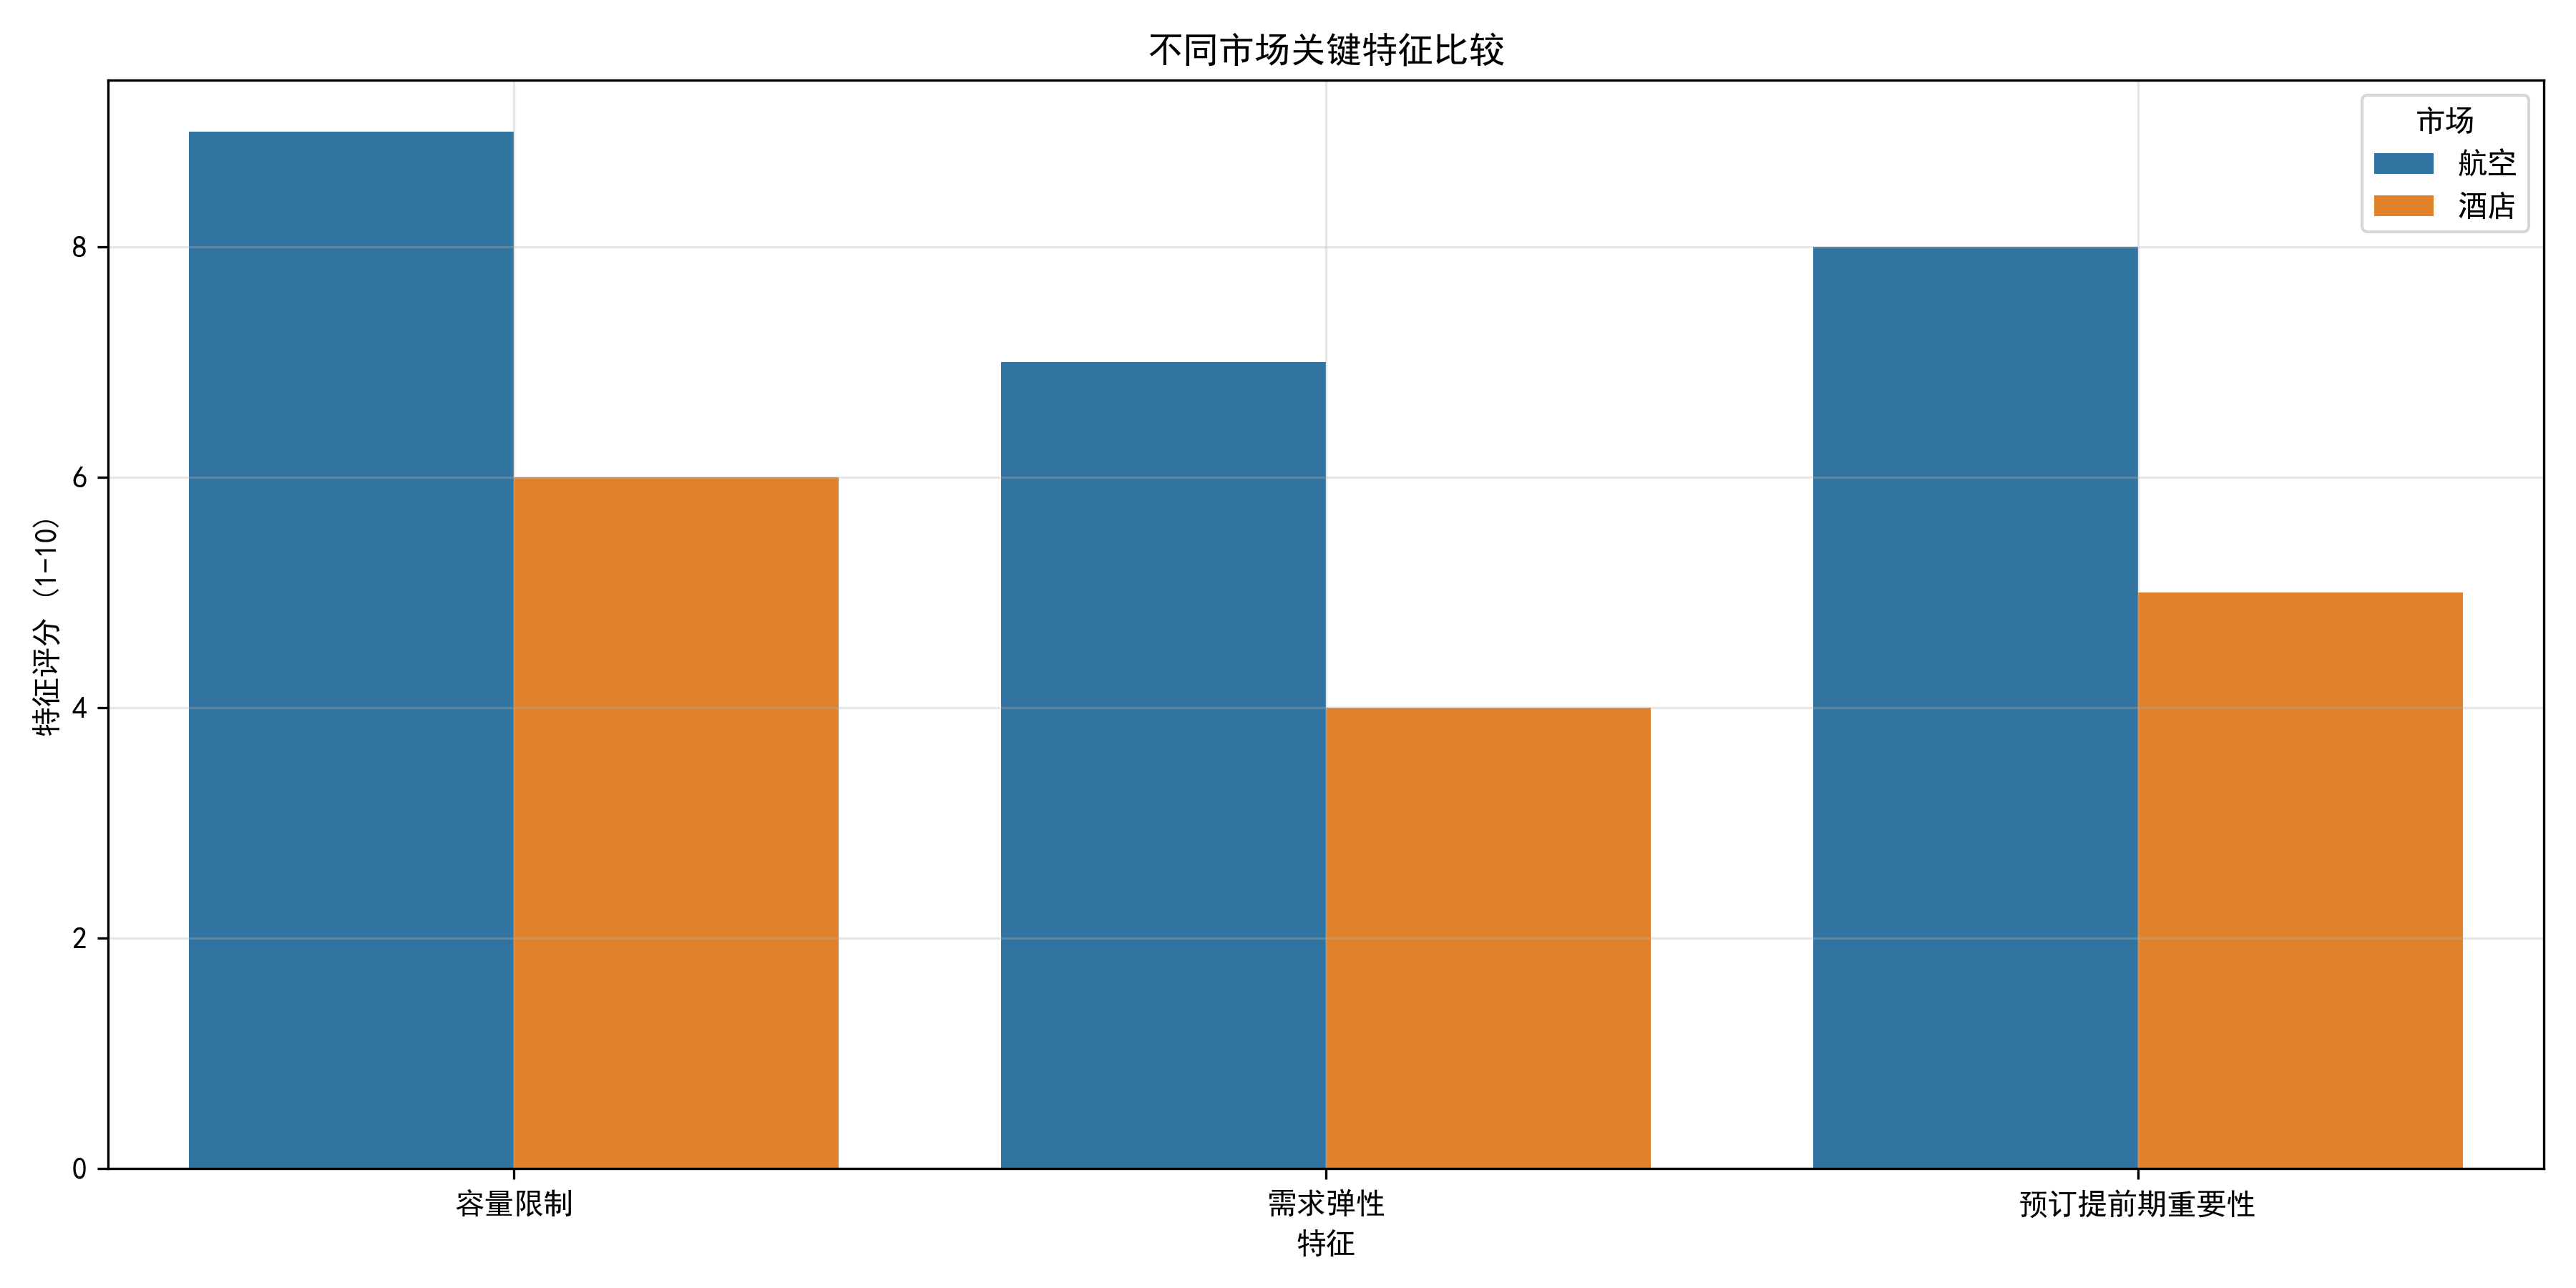 不同市场关键特征比较
市场
航空
酒店
8
6
4
2
0
特征评分（1-10）
容量限制
需求弹性
预订提前期重要性
特征